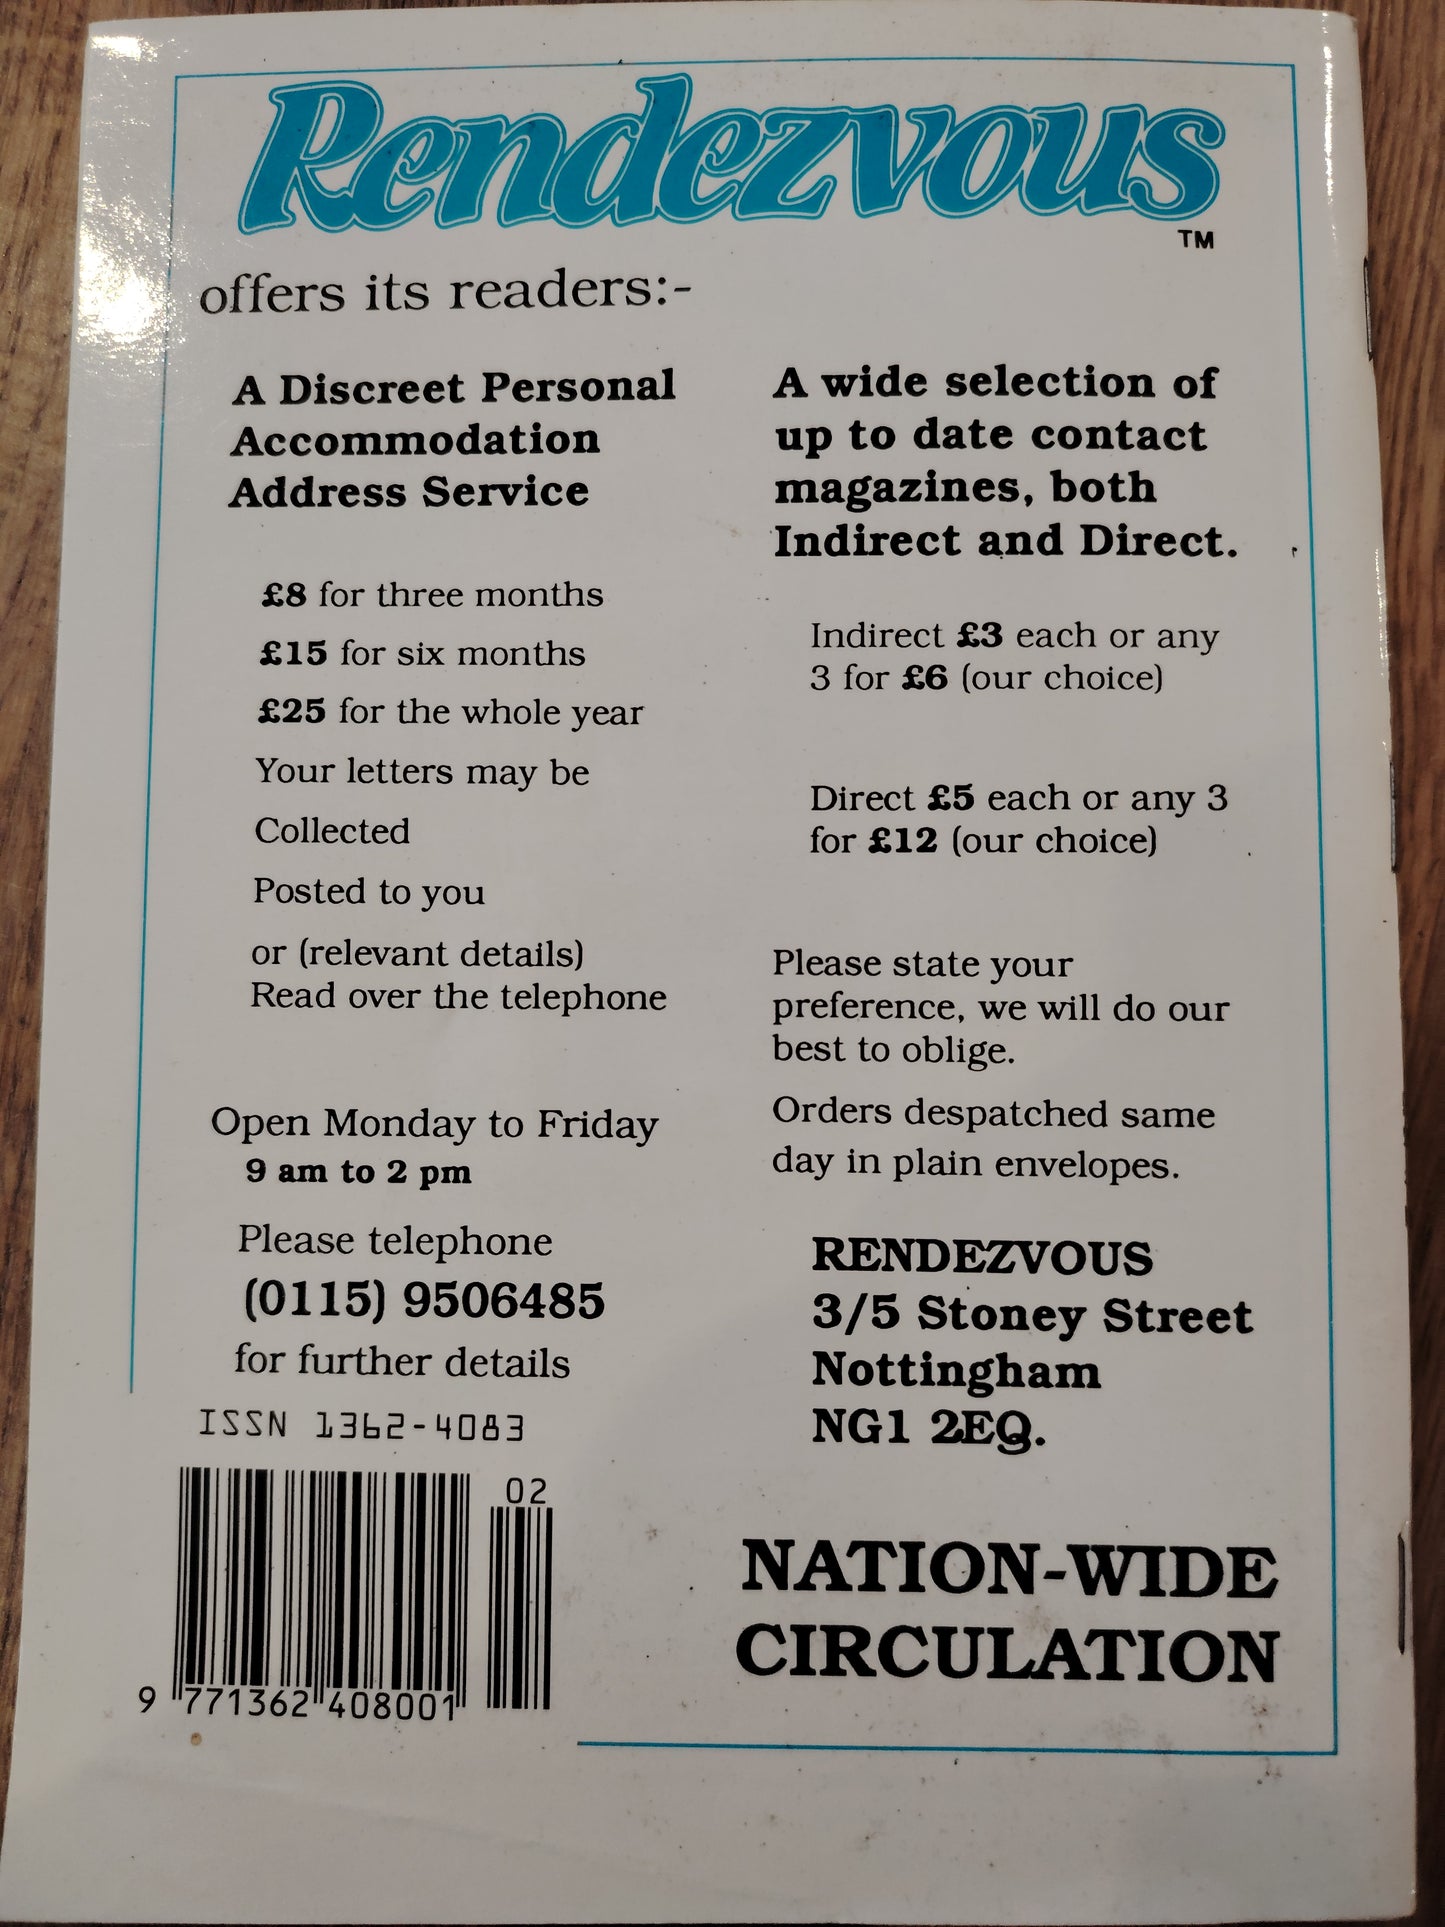 Rendezvous
TM
offers its readers:-
A Discreet Personal
Accommodation
Address Service
£8 for three months
£15 for six months
£25 for the whole year
Your letters may be
Collected
Posted to you
or (relevant details)
Read over the telephone
Open Monday to Friday
9 am to 2 pm
Please telephone
(0115) 9506485
for further details
ISSN 1362-4083
02
9 771362 408001
A wide selection of
up to date contact
magazines, both
Indirect and Direct.
Indirect £3 each or any
3 for £6 (our choice)
Direct £5 each or any 3
for £12 (our choice)
Please state your
preference, we will do our
best to oblige.
Orders despatched same
day in plain envelopes.
RENDEZVOUS
3/5 Stoney Street
Nottingham
NG1 2EQ.
NATION-WIDE
CIRCULATION